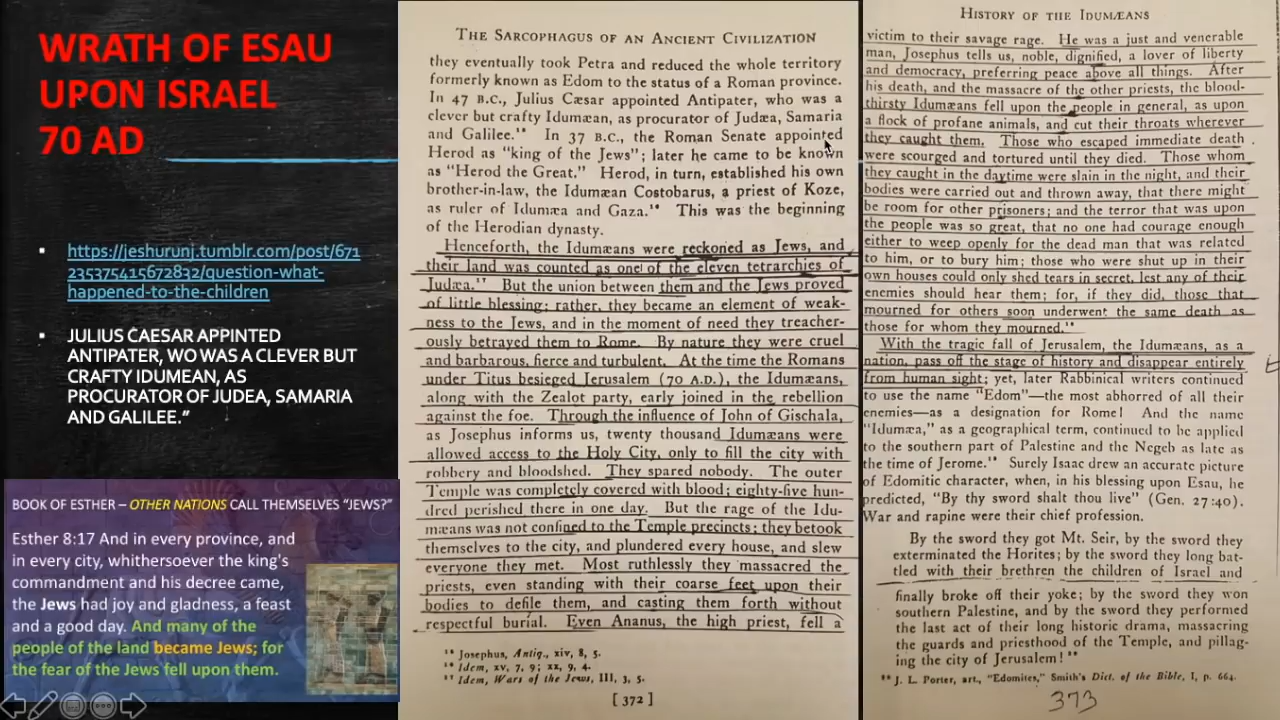 WRATH OF ESAU
UPON ISRAEL
70 AD
https://jeshurunj.tumblr.com/post/671
235375415672832/question-what-
happened-to-the-children
JULIUS CAESAR APPINTED
ANTIPATER, WO WAS A CLEVER BUT
CRAFTY IDUMEAN, AS
PROCURATOR OF JUDEA, SAMARIA
AND GALILEE.”
BOOK OF ESTHER – OTHER NATIONS CALL THEMSELVES “JEWS?”
Esther 8:17 And in every province, and
in every city, whithersoever the king's
commandment and his decree came,
the Jews had joy and gladness, a feast
and a good day. And many of the
people of the land became Jews; for
the fear of the Jews fell upon them.
THE SARCOPHAGUS OF AN ANCIENT CIVILIZATION
they eventually took Petra and reduced the whole territory
formerly known as Edom to the status of a Roman province.
In 47 B.C., Julius Cæsar appointed Antipater, who was a
clever but crafty Idumæan, as procurator of Judæa, Samaria
and Galilee.¹⁵ In 37 B.C., the Roman Senate appointed
Herod as “king of the Jews”; later he came to be known
as “Herod the Great.” Herod, in turn, established his own
brother-in-law, the Idumæan Costobarus, a priest of Koze,
as ruler of Idumæa and Gaza.¹⁶ This was the beginning
of the Herodian dynasty.
Henceforth, the Idumæans were reckoned as Jews, and
their land was counted as one of the eleven tetrarchies of
Judæa.¹⁷ But the union between them and the Jews proved
of little blessing; rather, they became an element of weak-
ness to the Jews, and in the moment of need they treacher-
ously betrayed them to Rome. By nature they were cruel
and barbarous, fierce and turbulent. At the time the Romans
under Titus besieged Jerusalem (70 A.D.), the Idumæans,
along with the Zealot party, early joined in the rebellion
against the foe. Through the influence of John of Gischala,
as Josephus informs us, twenty thousand Idumæans were
allowed access to the Holy City, only to fill the city with
robbery and bloodshed. They spared nobody. The outer
Temple was completely covered with blood; eighty-five hun-
dred perished there in one day. But the rage of the Idu-
mæans was not confined to the Temple precincts; they betook
themselves to the city, and plundered every house, and slew
everyone they met. Most ruthlessly they massacred the
priests, even standing with their coarse feet upon their
bodies to defile them, and casting them forth without
respectful burial. Even Ananus, the high priest, fell a
Josephus, Antiq., xiv, 8, 5.
Idem, xv, 7, 9; xx, 9, 4.
¹⁷ Idem, Wars of the Jews, III, 3, 5.
[ 372 ]
HISTORY OF THE IDUMÆANS
victim to their savage rage. He was a just and venerable
man, Josephus tells us, noble, dignified, a lover of liberty
and democracy, preferring peace above all things. After
his death, and the massacre of the other priests, the blood-
thirsty Idumæans fell upon the people in general, as upon
a flock of profane animals, and cut their throats wherever
they caught them. Those who escaped immediate death
were scourged and tortured until they died. Those whom
they caught in the daytime were slain in the night, and their
bodies were carried out and thrown away, that there might
be room for other prisoners; and the terror that was upon
the people was so great, that no one had courage enough
either to weep openly for the dead man that was related
to him, or to bury him; those who were shut up in their
own houses could only shed tears in secret, lest any of their
enemies should hear them; for, if they did, those that
mourned for others soon underwent the same death as
those for whom they mourned.
With the tragic fall of Jerusalem, the Idumæans, as a
nation, pass off the stage of history and disappear entirely
from human sight; yet, later Rabbinical writers continued
to use the name “Edom”—the most abhorred of all their
enemies—as a designation for Rome! And the name
“Idumæa,” as a geographical term, continued to be applied
to the southern part of Palestine and the Negeb as late as
the time of Jerome. Surely Isaac drew an accurate picture
of Edomitic character, when, in his blessing upon Esau, he
predicted, “By thy sword shalt thou live” (Gen. 27:40).
War and rapine were their chief profession.
By the sword they got Mt. Seir, by the sword they
exterminated the Horites; by the sword they long bat-
tled with their brethren the children of Israel and
finally broke off their yoke; by the sword they won
southern Palestine, and by the sword they performed
the last act of their long historic drama, massacring
the guards and priesthood of the Temple, and pillag-
ing the city of Jerusalem!
J. L. Porter, art., “Edomites,” Smith's Dict. of the Bible, I, p. 664.
373